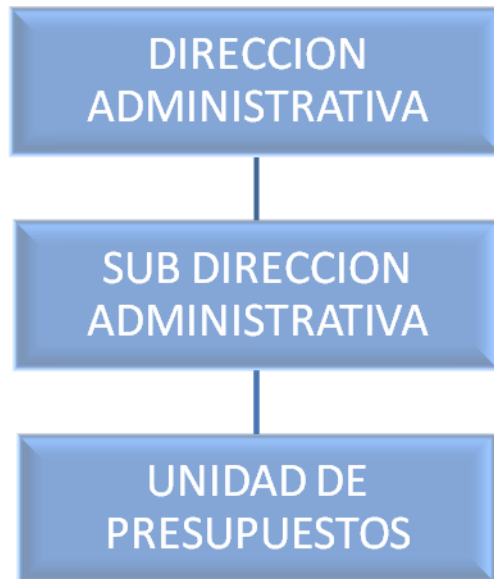 DIRECCION
ADMINISTRATIVA
SUB DIRECCION
ADMINISTRATIVA
UNIDAD DE
PRESUPUESTOS